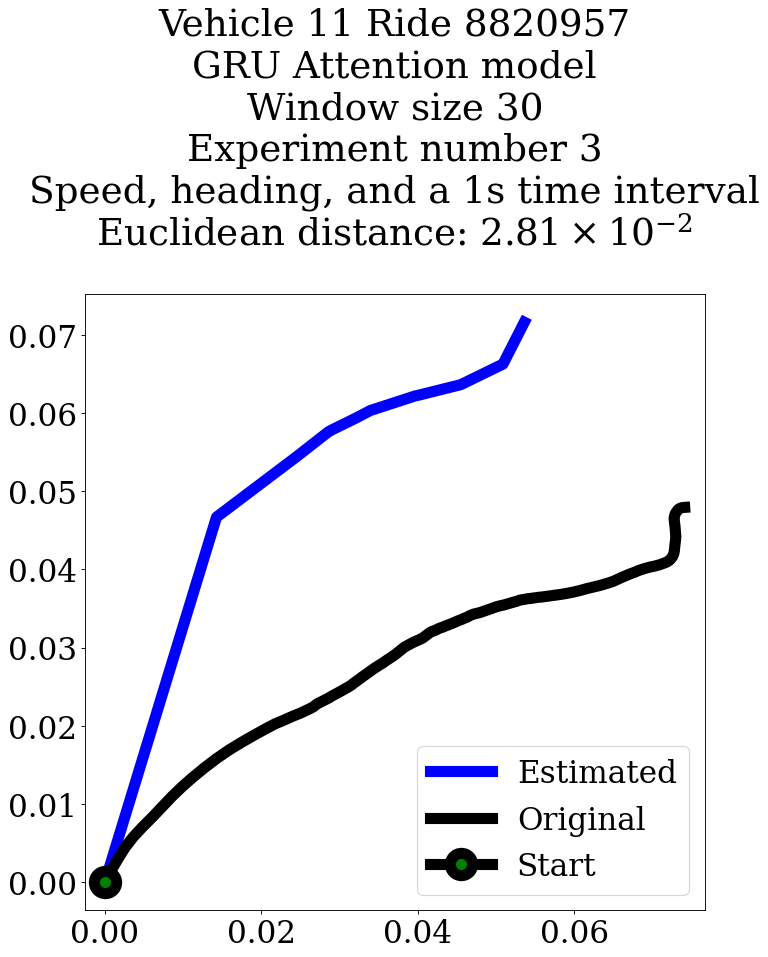 Vehicle 11 Ride 8820957
GRU Attention model
Window size 30
Experiment number 3
Speed, heading, and a 1s time interval
Euclidean distance: 2.81 × 10⁻²
0.07
0.06
0.05
0.04
0.03
0.02
0.01
0.00
Estimated
Original
Start
0.00 0.02 0.04 0.06